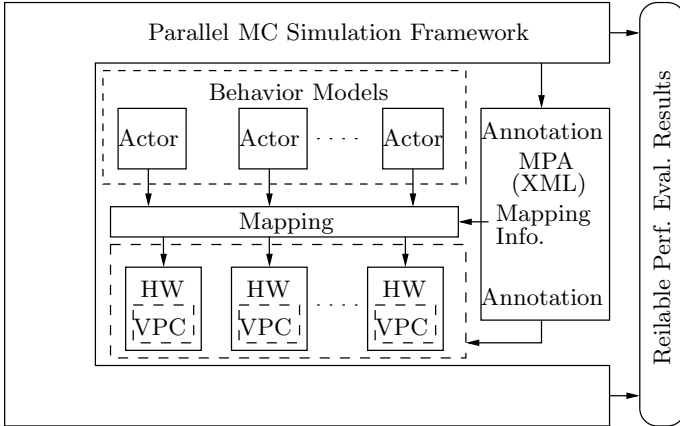 Parallel MC Simulation Framework
Behavior Models
Actor
Actor
. . . .
Actor
Mapping
HW
VPC
HW
VPC
. . . .
HW
VPC
Annotation
MPA
(XML)
Mapping
Info.
Annotation
Reilable Perf. Eval. Results